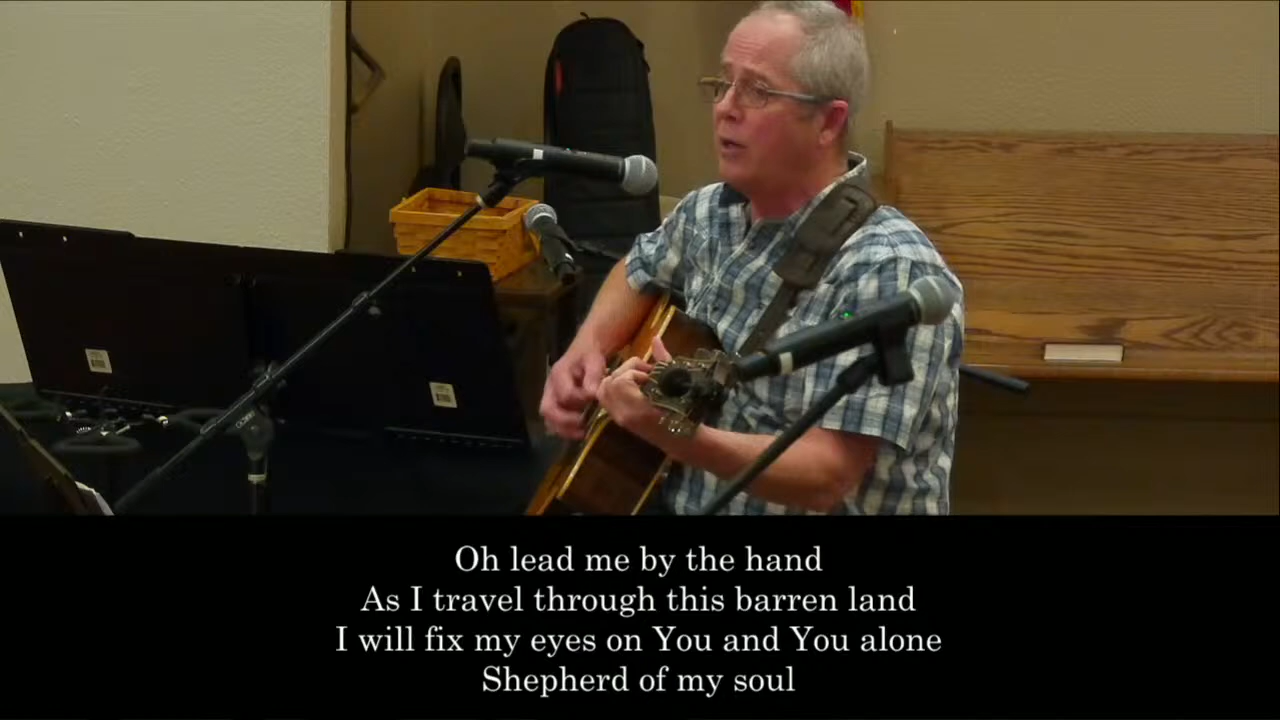 Oh lead me by the hand
As I travel through this barren land
I will fix my eyes on You and You alone
Shepherd of my soul